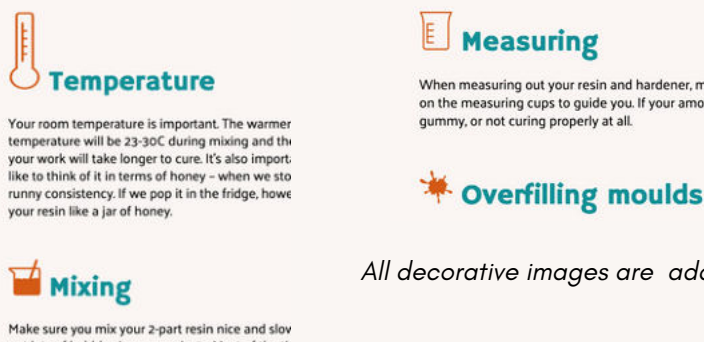 Temperature
Your room temperature is important. The warmer
temperature will be 23-30C during mixing and the
your work will take longer to cure. It's also importa
like to think of it in terms of honey – when we sto
runny consistency. If we pop it in the fridge, howe
your resin like a jar of honey.
Mixing
Make sure you mix your 2-part resin nice and slow
Measuring
When measuring out your resin and hardener, m
on the measuring cups to guide you. If your amo
gummy, or not curing properly at all.
Overfilling moulds
All decorative images are add